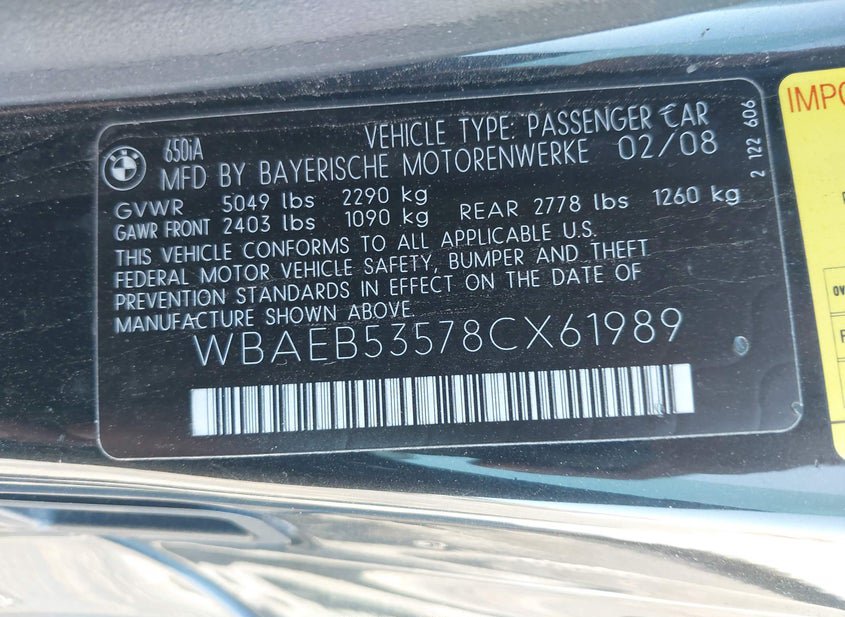 650iA
VEHICLE TYPE: PASSENGER CAR
MFD BY BAYERISCHE MOTORENWERKE 02/08
GVWR 5049 lbs 2290 kg
GAWR FRONT 2403 lbs 1090 kg REAR 2778 lbs 1260 kg
THIS VEHICLE CONFORMS TO ALL APPLICABLE U.S.
FEDERAL MOTOR VEHICLE SAFETY, BUMPER AND THEFT
PREVENTION STANDARDS IN EFFECT ON THE DATE OF
MANUFACTURE SHOWN ABOVE.
WBAEB53578CX61989
2 122 606